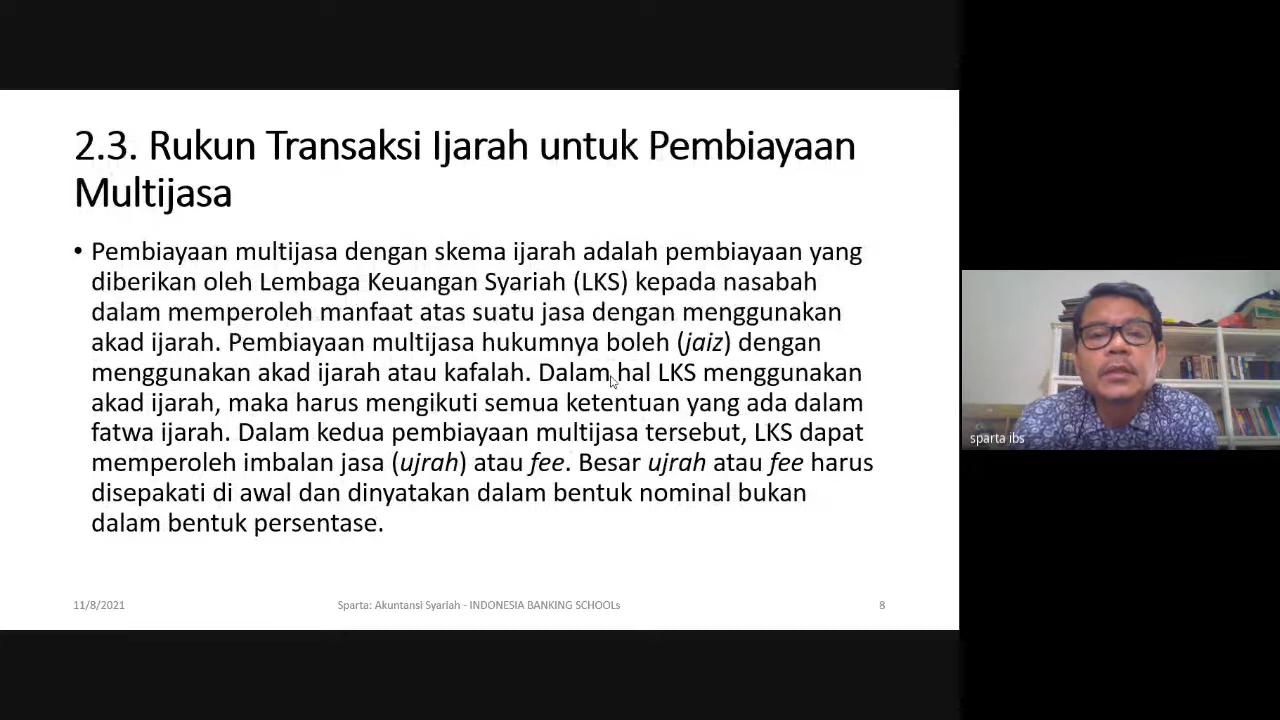 2.3. Rukun Transaksi Ijarah untuk Pembiayaan
Multijasa
• Pembiayaan multijasa dengan skema ijarah adalah pembiayaan yang
diberikan oleh Lembaga Keuangan Syariah (LKS) kepada nasabah
dalam memperoleh manfaat atas suatu jasa dengan menggunakan
akad ijarah. Pembiayaan multijasa hukumnya boleh (jaiz) dengan
menggunakan akad ijarah atau kafalah. Dalam hal LKS menggunakan
akad ijarah, maka harus mengikuti semua ketentuan yang ada dalam
fatwa ijarah. Dalam kedua pembiayaan multijasa tersebut, LKS dapat
memperoleh imbalan jasa (ujrah) atau fee. Besar ujrah atau fee harus
disepakati di awal dan dinyatakan dalam bentuk nominal bukan
dalam bentuk persentase.
11/8/2021
Sparta: Akuntansi Syariah - INDONESIA BANKING SCHOOLs
8
sparta ibs